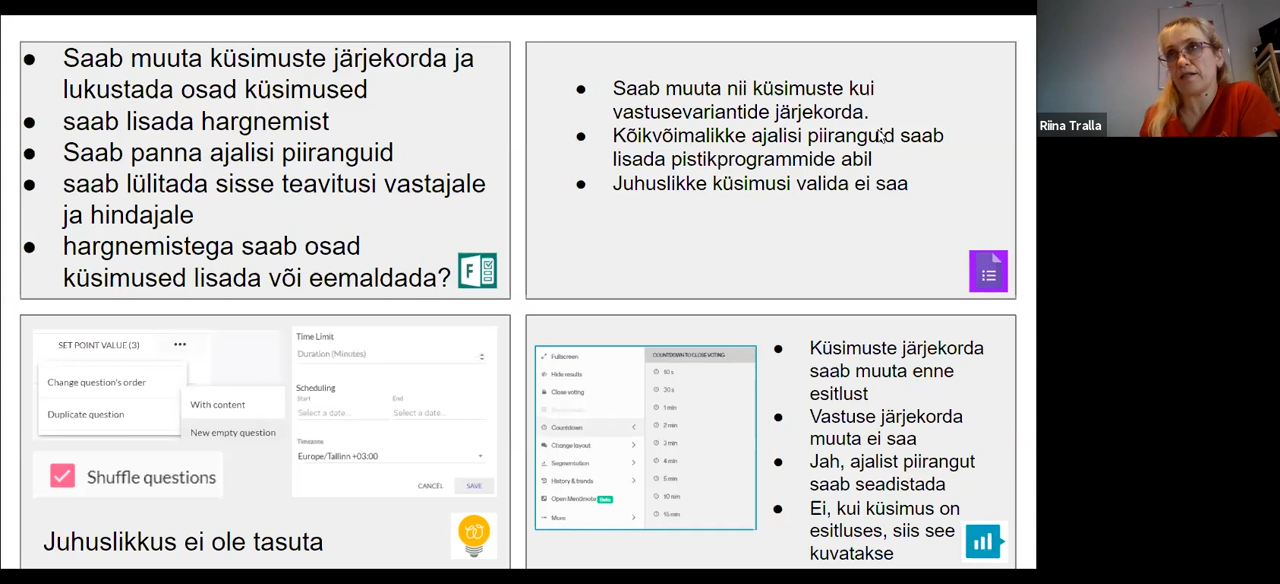 Saab muuta küsimuste järjekorda ja
lukustada osad küsimused
saab lisada hargnemist
Saab panna ajalisi piiranguid
saab lülitada sisse teavitusi vastajale
ja hindajale
hargnemistega saab osad
küsimused lisada või eemaldada?
F
Saab muuta nii küsimuste kui
vastusevariantide järjekorda.
Kõikvõimalikke ajalisi piiranguid saab
lisada pistikprogrammide abil
Juhuslikke küsimusi valida ei saa
Riina Tralla
SET POINT VALUE (3)
Change question's order
Duplicate question
With content
New empty question
Shuffle questions
Time Limit
Duration (Minutes)
Scheduling
Start End
Select a date... Select a date...
Timezone
Europe/Tallinn +03:00
CANCEL SAVE
Juhuslikkus ei ole tasuta
Fullscreen
Hide results
Close voting
Countdown
Change layout
Segmentation
History & trends
Open Mentimote Beta
More
COUNTDOWN TO CLOSE VOTING
10 s
30 s
1 min
2 min
3 min
4 min
5 min
10 min
15 min
Küsimuste järjekorda
saab muuta enne
esitlust
Vastuse järjekorda
muuta ei saa
Jah, ajalist piirangut
saab seadistada
Ei, kui küsimus on
esitluses, siis see
kuvatakse